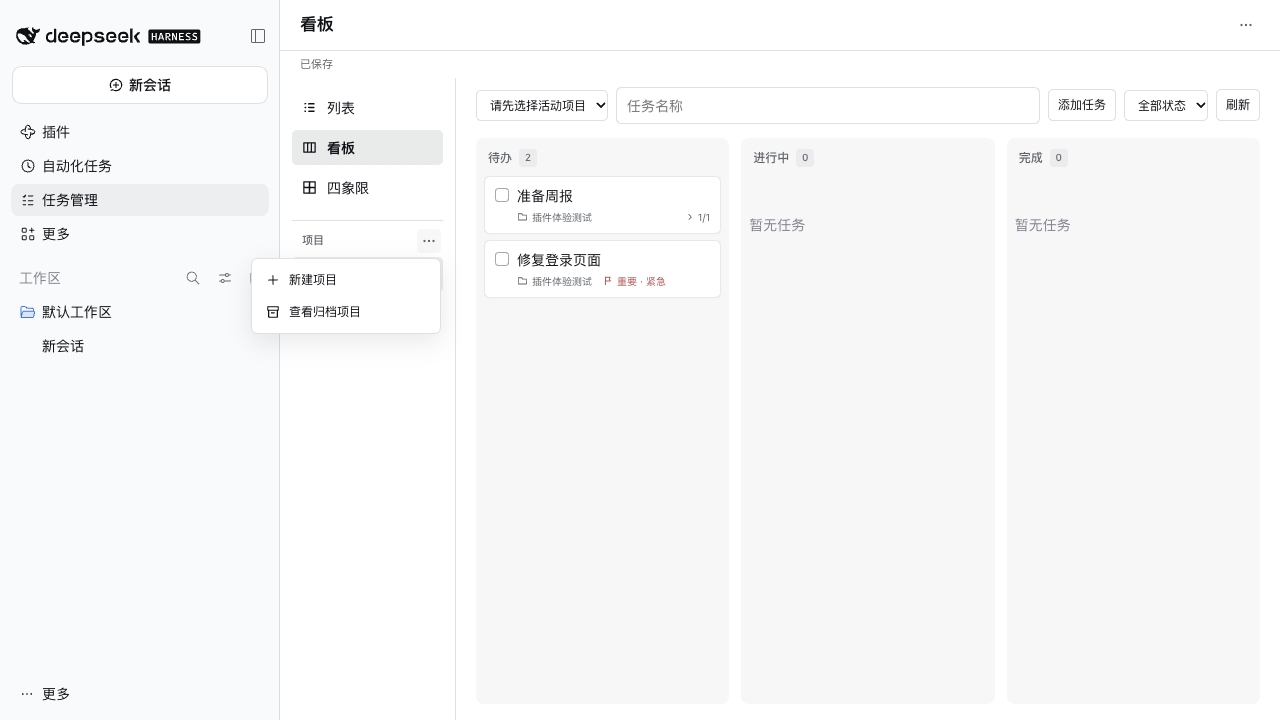 deepseek HARNESS
新会话
插件
自动化任务
任务管理
更多
工作区
默认工作区
新会话
更多
看板
已保存
列表
看板
四象限
项目
新建项目
查看归档项目
请先选择活动项目
任务名称
添加任务
全部状态
刷新
待办 2
准备周报
插件体验测试 1/1
修复登录页面
插件体验测试 重要 · 紧急
进行中 0
暂无任务
完成 0
暂无任务